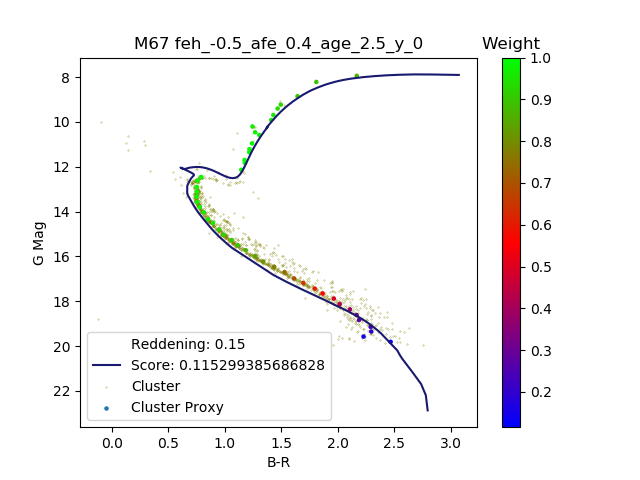 M67 feh_-0.5_afe_0.4_age_2.5_y_0
Weight
8
10
12
14
16
18
20
22
G Mag
Reddening: 0.15
Score: 0.115299385686828
Cluster
Cluster Proxy
0.0 0.5 1.0 1.5 2.0 2.5 3.0
B-R
1.0
0.9
0.8
0.7
0.6
0.5
0.4
0.3
0.2